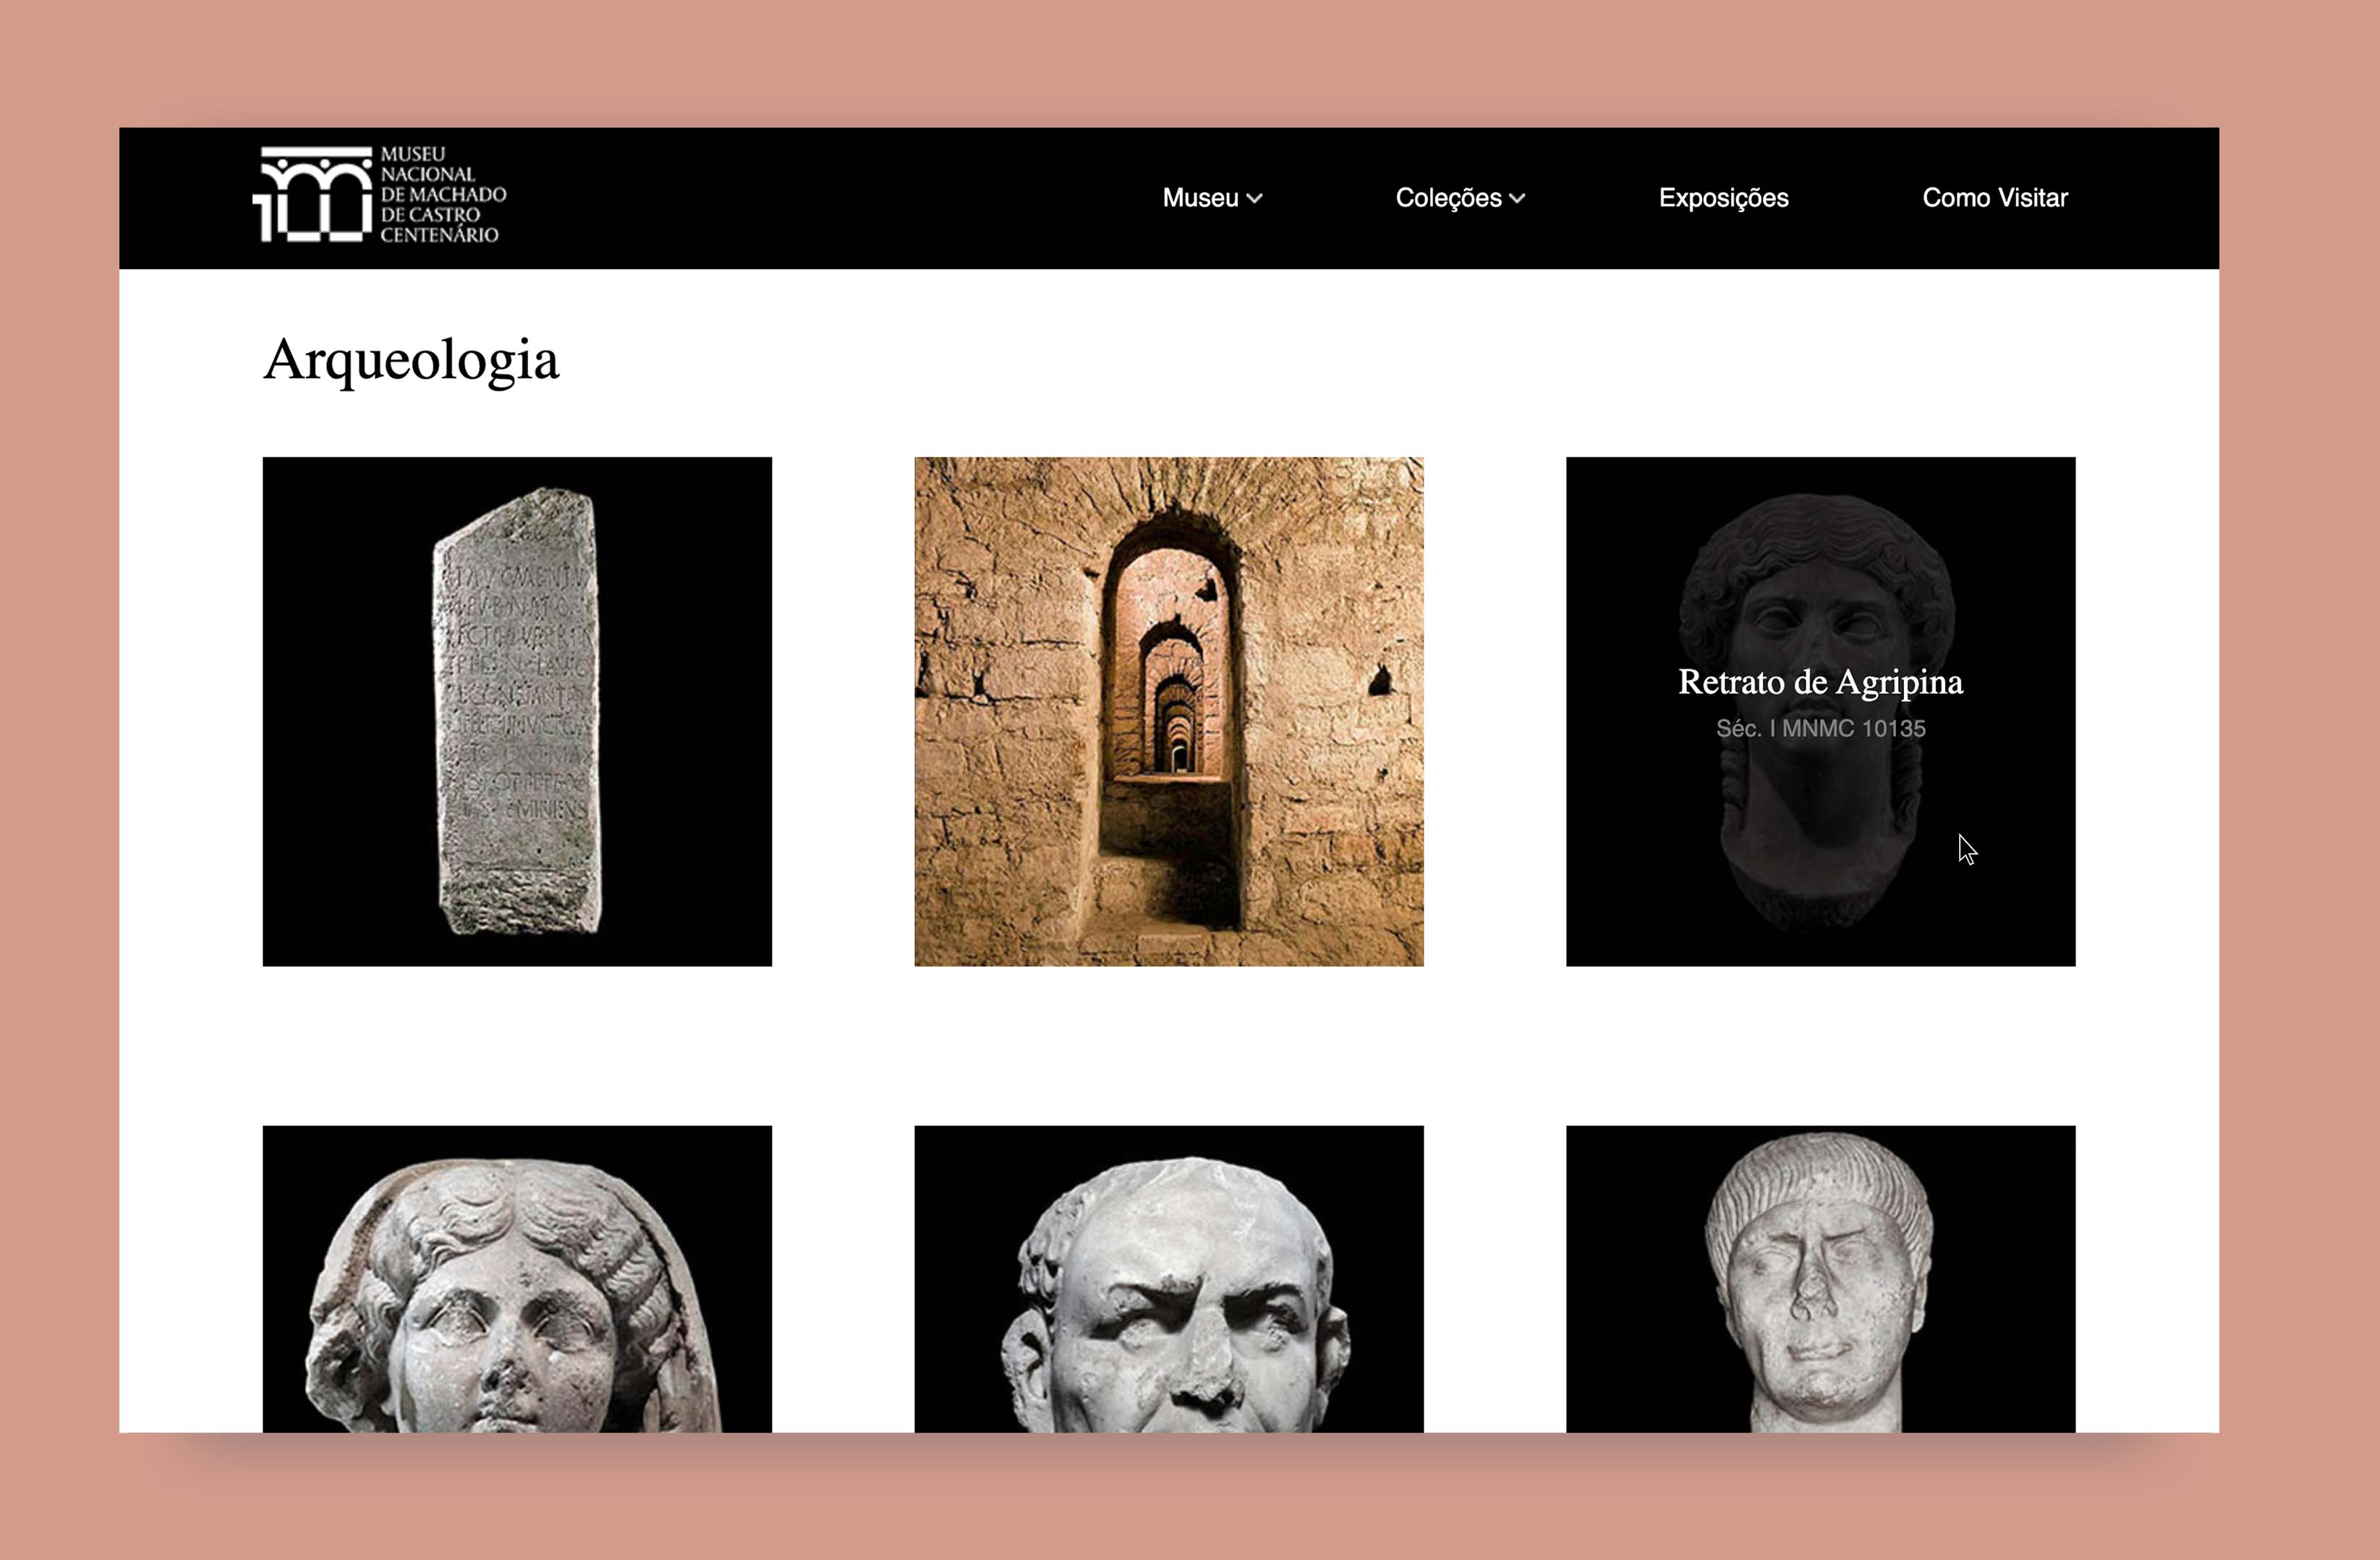 MUSEU
NACIONAL
DE MACHADO
DE CASTRO
CENTENÁRIO
100
Museu
Coleções
Exposições
Como Visitar
Arqueologia
Retrato de Agripina
Séc. I MNMC 10135